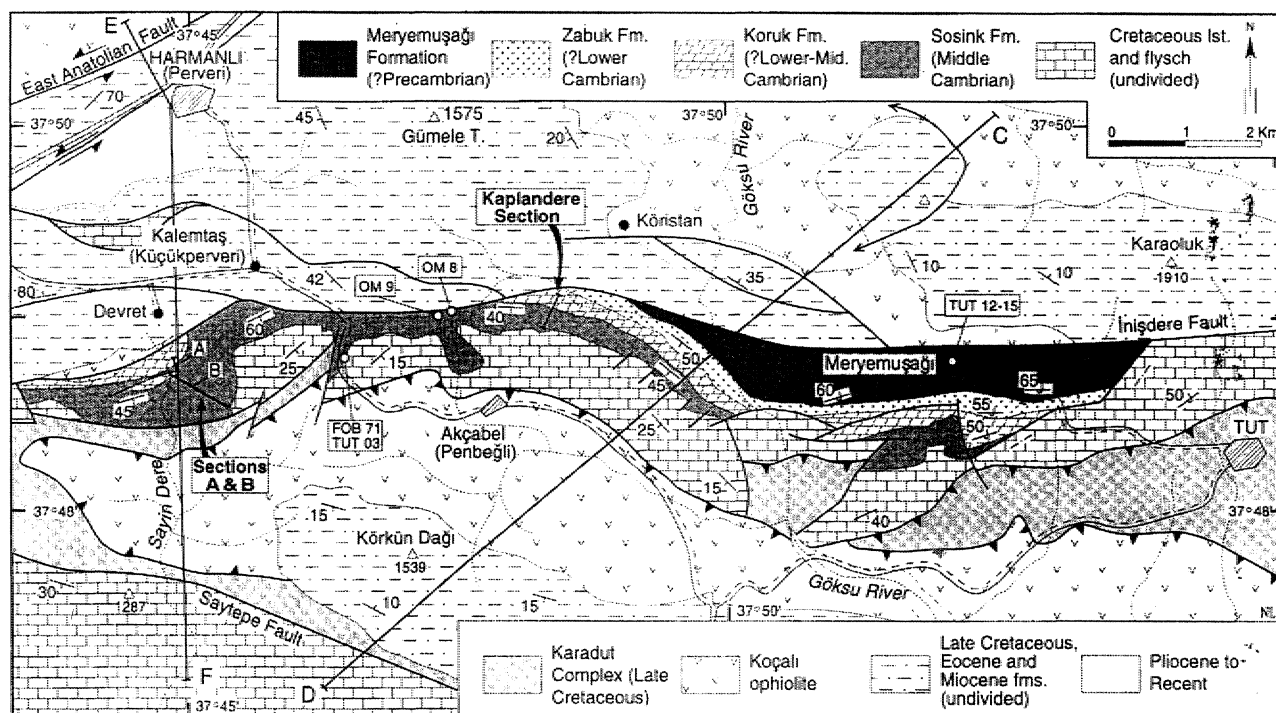 E
37°45'
East Anatolian Fault
HARMANLI
(Perveri)
70
37°50'
Meryemuşağı
Formation
(?Precambrian)
Zabuk Fm.
(?Lower
Cambrian)
Koruk Fm.
(?Lower-Mid.
Cambrian)
Sosink Fm.
(Middle
Cambrian)
Cretaceous lst.
and flysch
(undivided)
N
0 1 2 Km
45
1575
Gümele T.
20
37°50'
Göksu River
37°50'
C
Kaplandere
Section
Köristan
Kalemtaş
(Küçükperveri)
Karaoluk T.
1910
10
10
35
OM 8
OM 9
42
80
Devret
TUT 12-15
İnişdere Fault
60
A
B
40
Meryemuşağı
50
60
65
25
15
45
45
55
50
50
25
TUT
FOB 71
TUT 03
Akçabel
(Penbeğli)
Sections
A & B
Sayın Dere
37°48'
15
15
37°48'
40
Körkün Dağı
1539
Göksu River
30
287
10
15
37°50'
Saytepe Fault
F
D
37°45'
Karadut
Complex (Late
Cretaceous)
Koçalı
ophiolite
Late Cretaceous,
Eocene and
Miocene fms.
(undivided)
Pliocene to
Recent